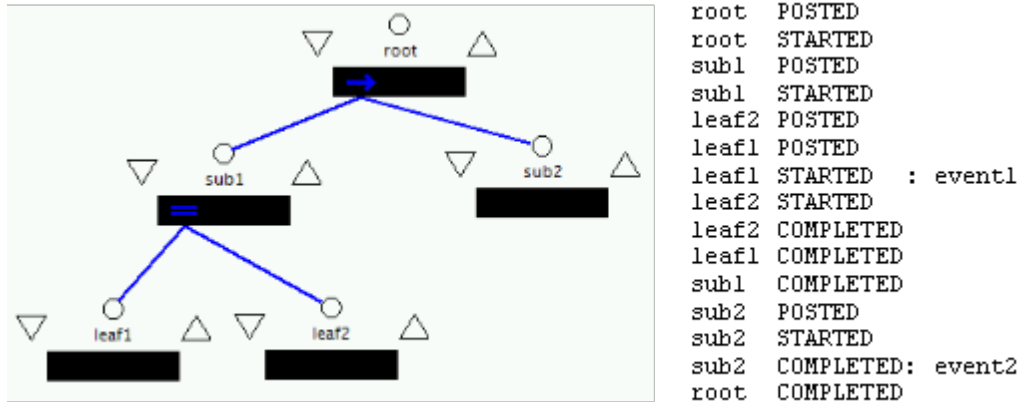 root
sub1
sub2
leaf1
leaf2
root POSTED
root STARTED
sub1 POSTED
sub1 STARTED
leaf2 POSTED
leaf1 POSTED
leaf1 STARTED : event1
leaf2 STARTED
leaf2 COMPLETED
leaf1 COMPLETED
sub1 COMPLETED
sub2 POSTED
sub2 STARTED
sub2 COMPLETED: event2
root COMPLETED